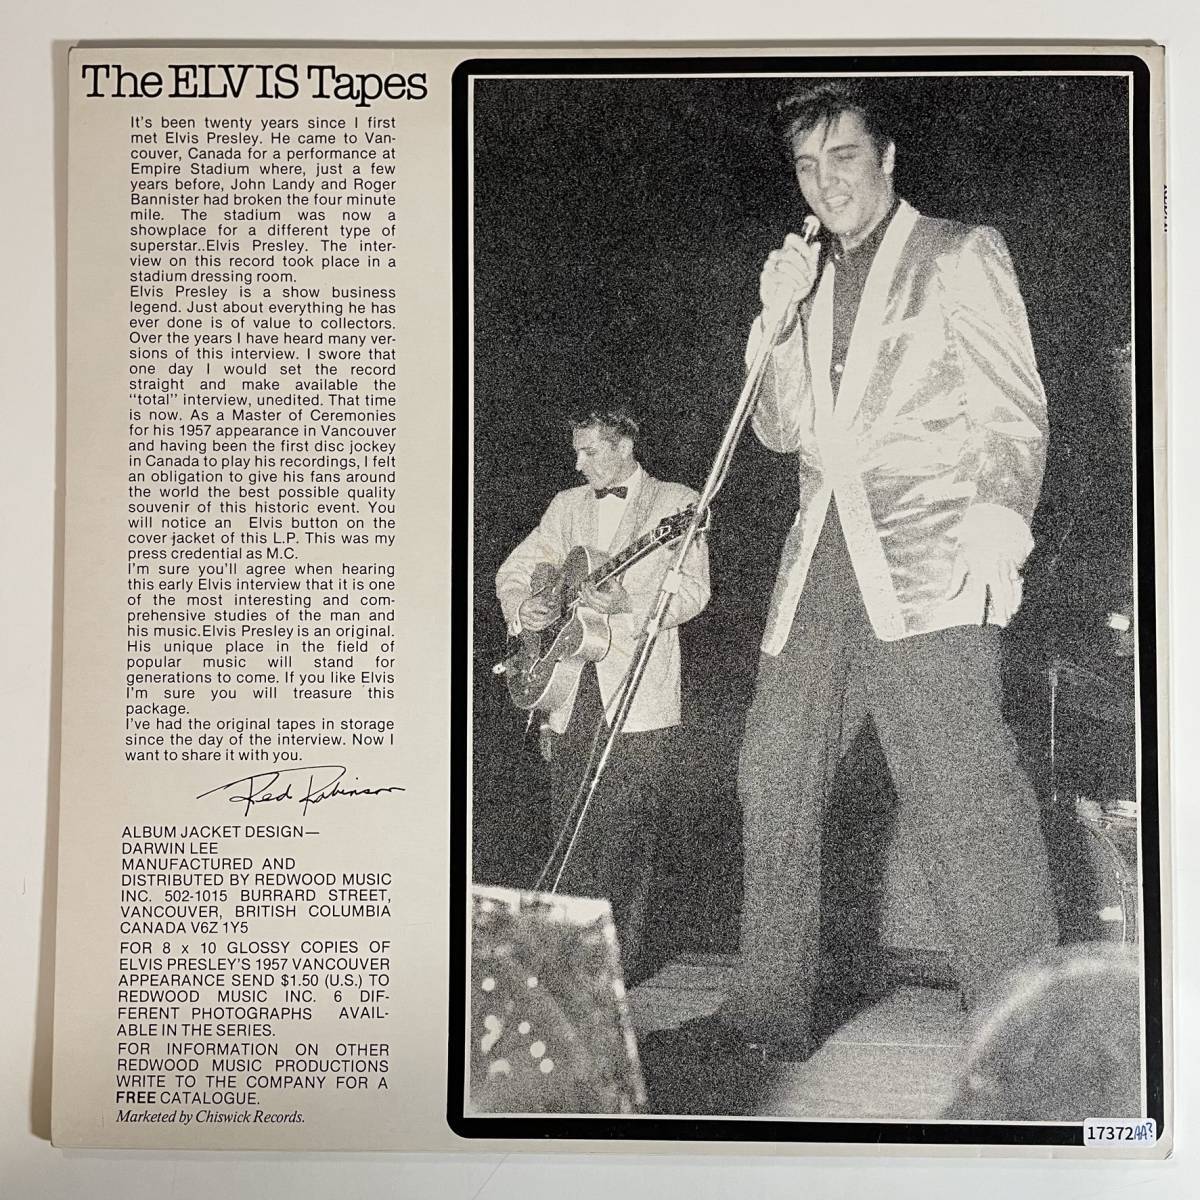 The ELVIS Tapes
It's been twenty years since I first
met Elvis Presley. He came to Van-
couver, Canada for a performance at
Empire Stadium where, just a few
years before, John Landy and Roger
Bannister had broken the four minute
mile. The stadium was now a
showplace for a different type of
superstar..Elvis Presley. The inter-
view on this record took place in a
stadium dressing room.
Elvis Presley is a show business
legend. Just about everything he has
ever done is of value to collectors.
Over the years I have heard many ver-
sions of this interview. I swore that
one day I would set the record
straight and make available the
"total" interview, unedited. That time
is now. As a Master of Ceremonies
for his 1957 appearance in Vancouver
and having been the first disc jockey
in Canada to play his recordings, I felt
an obligation to give his fans around
the world the best possible quality
souvenir of this historic event. You
will notice an Elvis button on the
cover jacket of this L.P. This was my
press credential as M.C.
I'm sure you'll agree when hearing
this early Elvis interview that it is one
of the most interesting and com-
prehensive studies of the man and
his music.Elvis Presley is an original.
His unique place in the field of
popular music will stand for
generations to come. If you like Elvis
I'm sure you will treasure this
package.
I've had the original tapes in storage
since the day of the interview. Now I
want to share it with you.
Red Robinson
ALBUM JACKET DESIGN—
DARWIN LEE
MANUFACTURED AND
DISTRIBUTED BY REDWOOD MUSIC
INC. 502-1015 BURRARD STREET,
VANCOUVER, BRITISH COLUMBIA
CANADA V6Z 1Y5
FOR 8 x 10 GLOSSY COPIES OF
ELVIS PRESLEY'S 1957 VANCOUVER
APPEARANCE SEND $1.50 (U.S.) TO
REDWOOD MUSIC INC. 6 DIF-
FERENT PHOTOGRAPHS AVAIL-
ABLE IN THE SERIES.
FOR INFORMATION ON OTHER
REDWOOD MUSIC PRODUCTIONS
WRITE TO THE COMPANY FOR A
FREE CATALOGUE.
Marketed by Chiswick Records.
17372